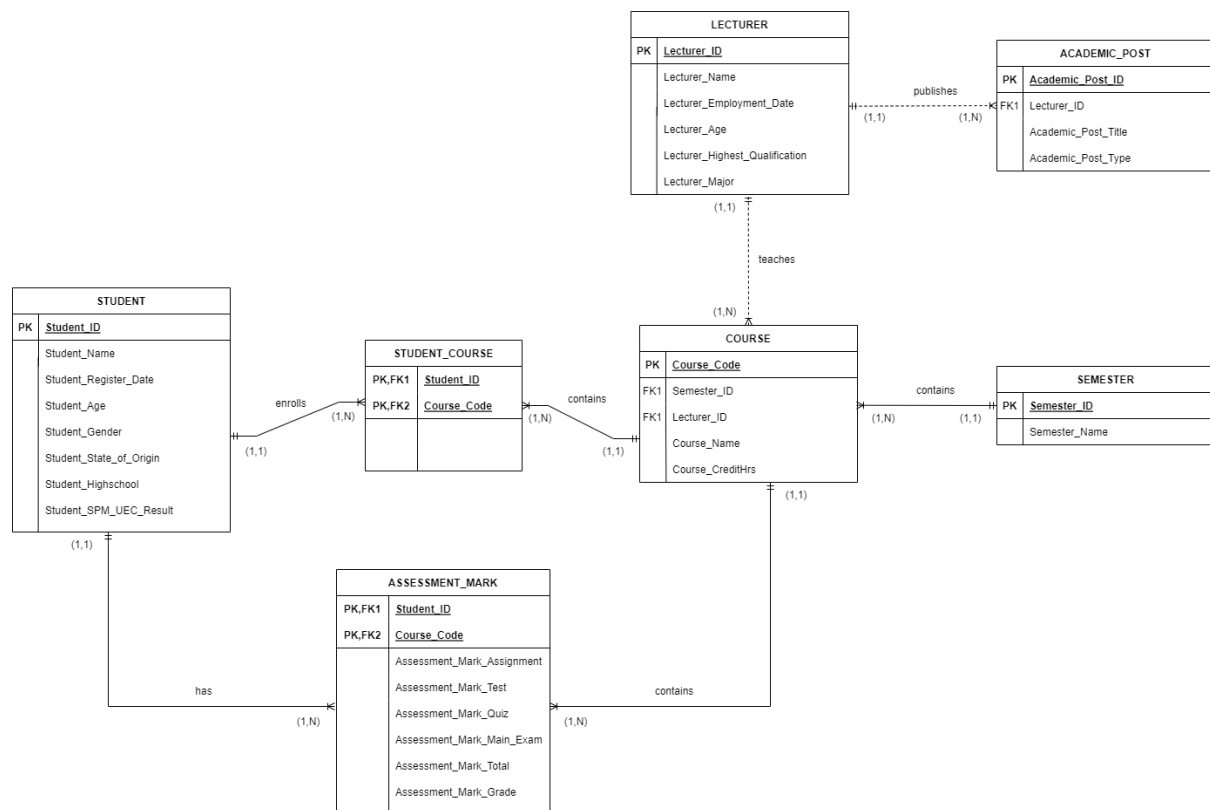 LECTURER
PK Lecturer_ID
Lecturer_Name
Lecturer_Employment_Date
Lecturer_Age
Lecturer_Highest_Qualification
Lecturer_Major
ACADEMIC_POST
PK Academic_Post_ID
FK1 Lecturer_ID
Academic_Post_Title
Academic_Post_Type
publishes
(1,1)
(1,N)
(1,1)
teaches
(1,N)
STUDENT
PK Student_ID
Student_Name
Student_Register_Date
Student_Age
Student_Gender
Student_State_of_Origin
Student_Highschool
Student_SPM_UEC_Result
enrolls
(1,1)
(1,N)
STUDENT_COURSE
PK,FK1 Student_ID
PK,FK2 Course_Code
contains
(1,N)
(1,1)
COURSE
PK Course_Code
FK1 Semester_ID
FK1 Lecturer_ID
Course_Name
Course_CreditHrs
contains
(1,N)
(1,1)
SEMESTER
PK Semester_ID
Semester_Name
(1,1)
has
(1,N)
ASSESSMENT_MARK
PK,FK1 Student_ID
PK,FK2 Course_Code
Assessment_Mark_Assignment
Assessment_Mark_Test
Assessment_Mark_Quiz
Assessment_Mark_Main_Exam
Assessment_Mark_Total
Assessment_Mark_Grade
(1,1)
contains
(1,N)